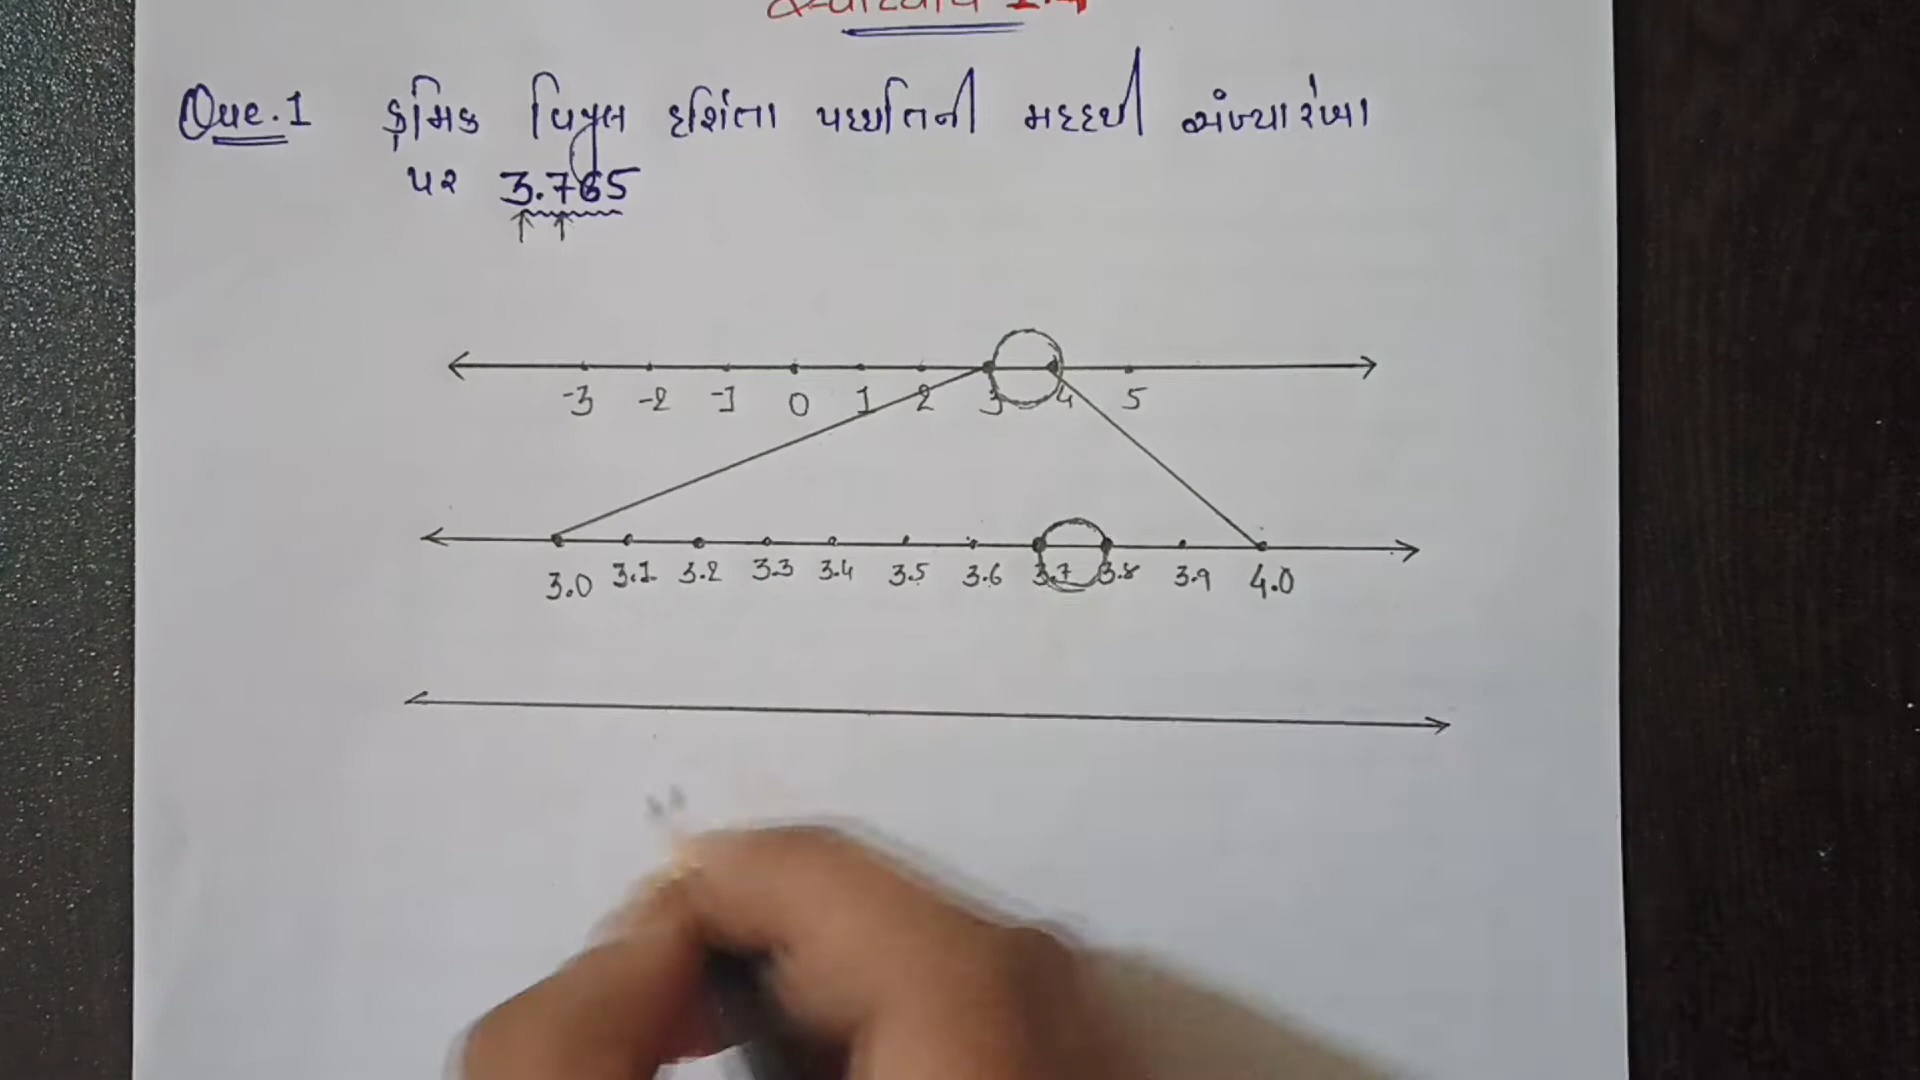 Que.1 ક્રમિક વિપુલ દર્શિતા પધ્ધતિની મદદથી સંખ્યારેખા
પર 3.765
-3 -2 -1 0 1 2 3 4 5
3.0 3.1 3.2 3.3 3.4 3.5 3.6 3.7 3.8 3.9 4.0